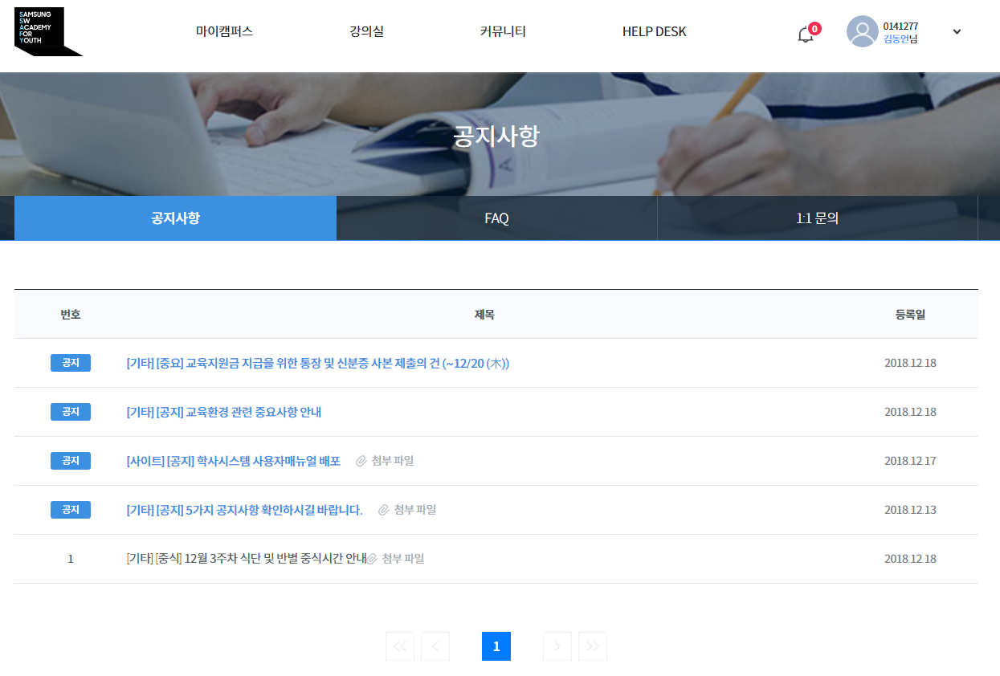 SAMSUNG
SW
ACADEMY
FOR
YOUTH
마이캠퍼스
강의실
커뮤니티
HELP DESK
0
0141277
김동언님
공지사항
공지사항
FAQ
1:1 문의
번호
제목
등록일
공지 [기타] [중요] 교육지원금 지급을 위한 통장 및 신분증 사본 제출의 건 (~12/20 (木)) 2018.12.18
공지 [기타] [공지] 교육환경 관련 중요사항 안내 2018.12.18
공지 [사이트] [공지] 학사시스템 사용자매뉴얼 배포 첨부 파일 2018.12.17
공지 [기타] [공지] 5가지 공지사항 확인하시길 바랍니다. 첨부 파일 2018.12.13
1 [기타] [중식] 12월 3주차 식단 및 반별 중식시간 안내 첨부 파일 2018.12.18
1